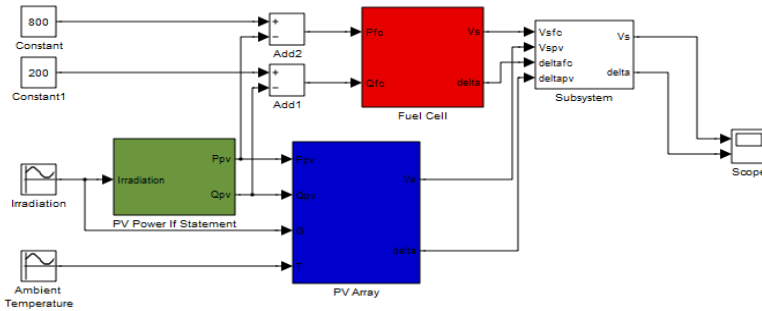 800
Constant
200
Constant1
+
−
Add2
+
−
Add1
Pfc
Qfc
Vs
delta
Fuel Cell
Vsfc
Vspv
deltafc
deltapv
Vs
delta
Subsystem
Scope
Irradiation
Irradiation
Ppv
Qpv
PV Power If Statement
Ppv
Qpv
G
T
Vs
delta
PV Array
Ambient
Temperature